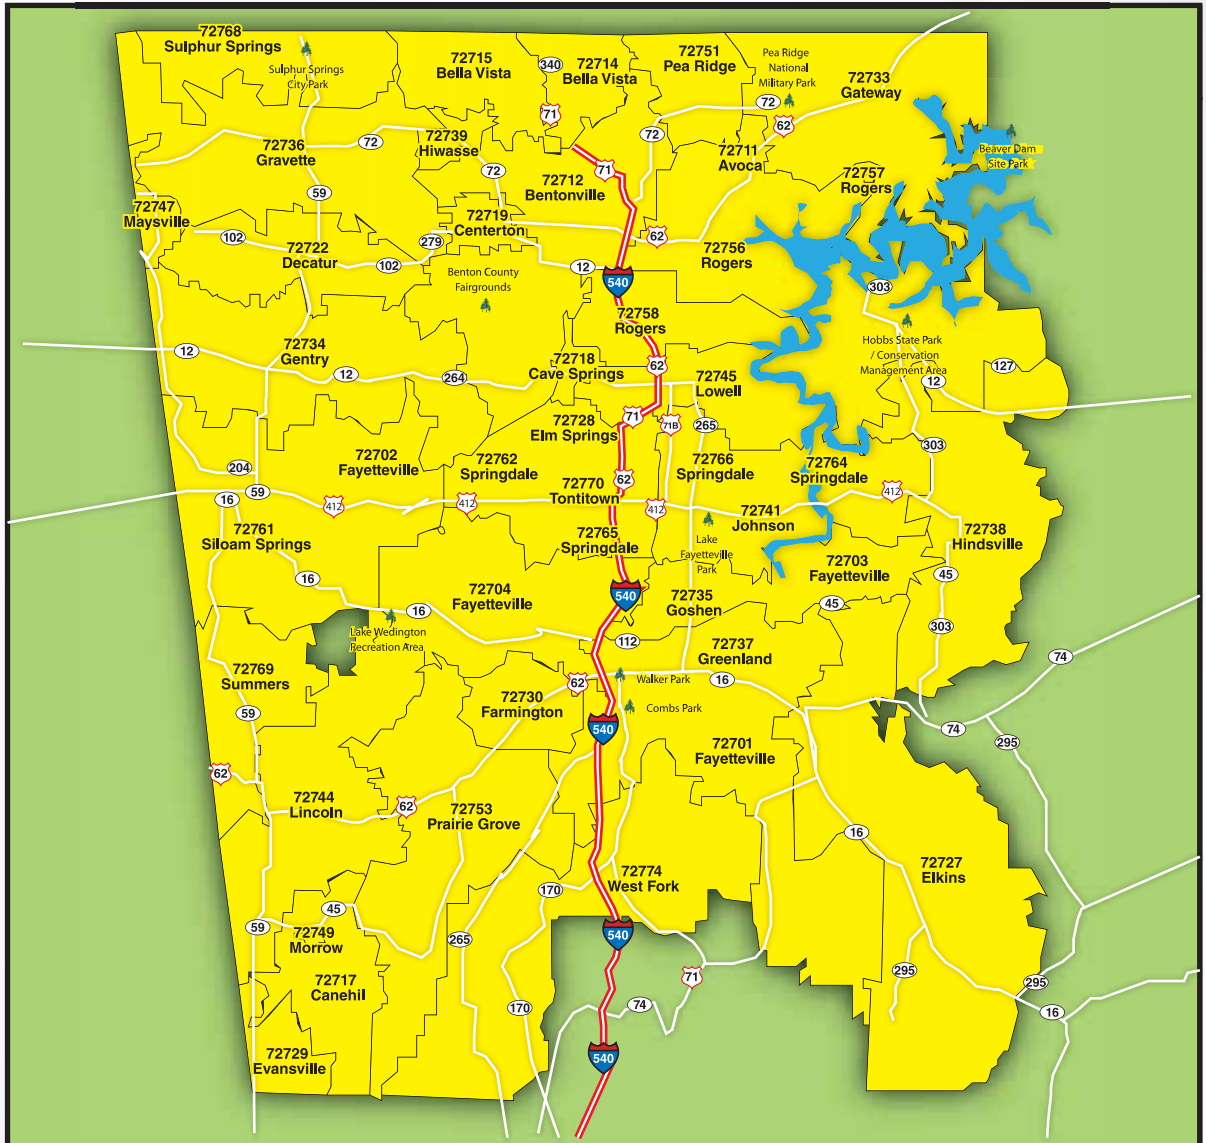 72768
Sulphur Springs
Sulphur Springs
City Park
72715
Bella Vista
340
72714
Bella Vista
72751
Pea Ridge
Pea Ridge
National
Military Park
72733
Gateway
71
72
62
72
72736
Gravette
72
72739
Hiwasse
72
71
72711
Avoca
Beaver Dam
Site Park
72712
Bentonville
72757
Rogers
59
72747
Maysville
72719
Centerton
102
279
62
72722
Decatur
102
72756
Rogers
12
Benton County
Fairgrounds
540
303
72758
Rogers
Hobbs State Park
/ Conservation
Management Area
12
72734
Gentry
12
264
72718
Cave Springs
62
72745
Lowell
12
127
72728
Elm Springs
71
71B
265
303
72702
Fayetteville
72762
Springdale
72766
Springdale
72764
Springdale
204
59
16
412
412
72770
Tontitown
62
412
412
72741
Johnson
72761
Siloam Springs
72765
Springdale
Lake
Fayetteville
Park
72738
Hindsville
72703
Fayetteville
16
72704
Fayetteville
540
72735
Goshen
45
45
16
Lake Wedington
Recreation Area
112
303
72737
Greenland
74
72769
Summers
62
Walker Park
16
72730
Farmington
Combs Park
59
540
74
295
72701
Fayetteville
62
72744
Lincoln
62
72753
Prairie Grove
16
72774
West Fork
72727
Elkins
170
45
59
72749
Morrow
265
540
72717
Canehil
71
295
295
170
74
16
72729
Evansville
540